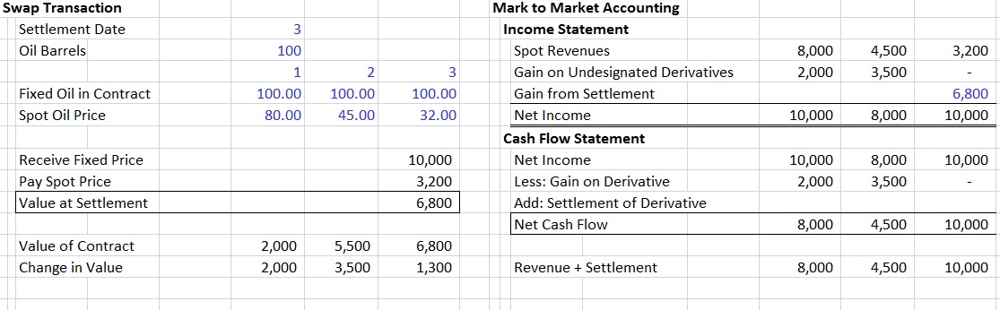 Swap Transaction Mark to Market Accounting
Settlement Date 3 Income Statement
Oil Barrels 100 Spot Revenues 8,000 4,500 3,200
1 2 3 Gain on Undesignated Derivatives 2,000 3,500 -
Fixed Oil in Contract 100.00 100.00 100.00 Gain from Settlement 6,800
Spot Oil Price 80.00 45.00 32.00 Net Income 10,000 8,000 10,000
Cash Flow Statement
Receive Fixed Price 10,000 Net Income 10,000 8,000 10,000
Pay Spot Price 3,200 Less: Gain on Derivative 2,000 3,500 -
Value at Settlement 6,800 Add: Settlement of Derivative
Net Cash Flow 8,000 4,500 10,000
Value of Contract 2,000 5,500 6,800
Change in Value 2,000 3,500 1,300 Revenue + Settlement 8,000 4,500 10,000